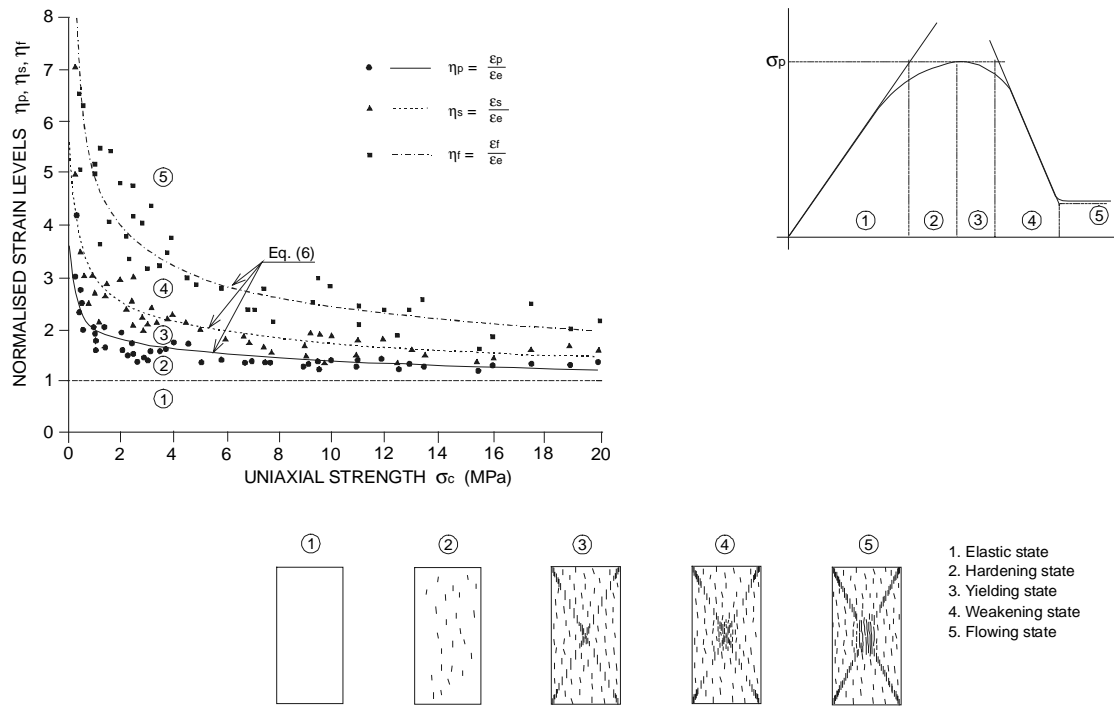 NORMALISED STRAIN LEVELS ηp, ηs, ηf
8
7
6
5
4
3
2
1
0
ηp = εp/εe
ηs = εs/εe
ηf = εf/εe
5
Eq. (6)
4
3
2
1
0 2 4 6 8 10 12 14 16 18 20
UNIAXIAL STRENGTH σc (MPa)
σp
1 2 3 4 5
1 2 3 4 5
1. Elastic state
2. Hardening state
3. Yielding state
4. Weakening state
5. Flowing state